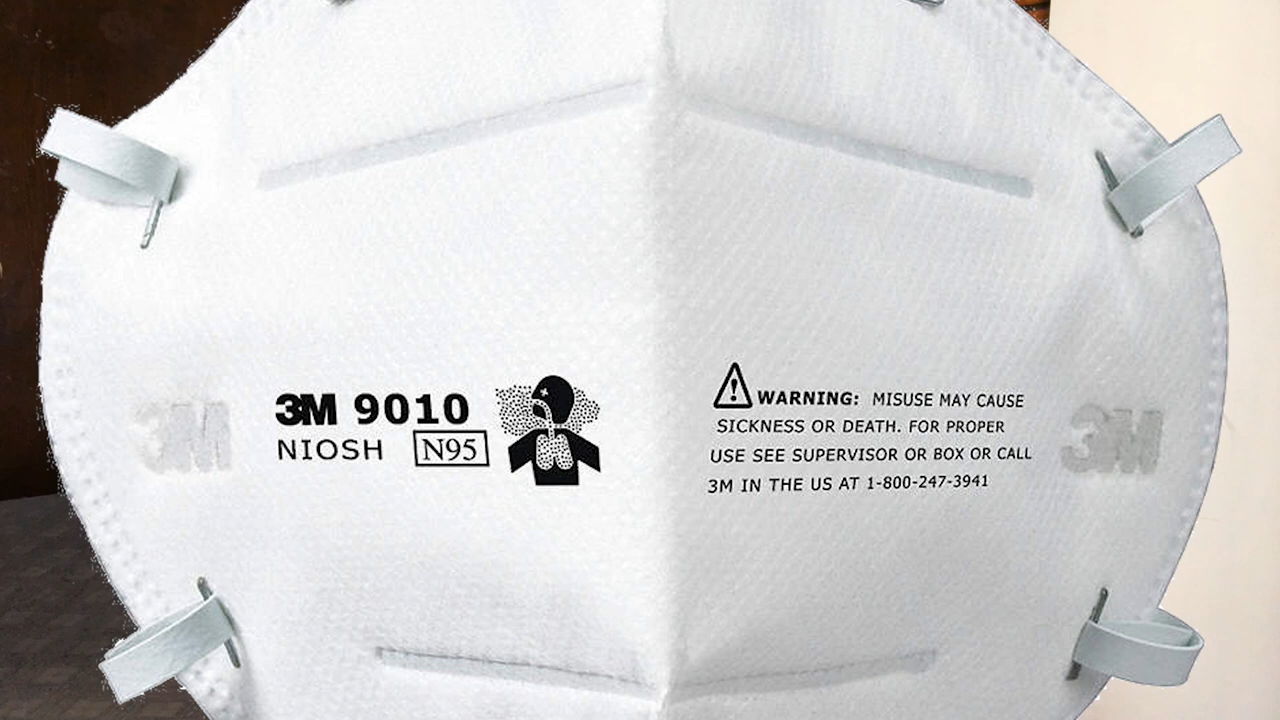 3M 9010
NIOSH N95
WARNING: MISUSE MAY CAUSE
SICKNESS OR DEATH. FOR PROPER
USE SEE SUPERVISOR OR BOX OR CALL
3M IN THE US AT 1-800-247-3941
3M
3M